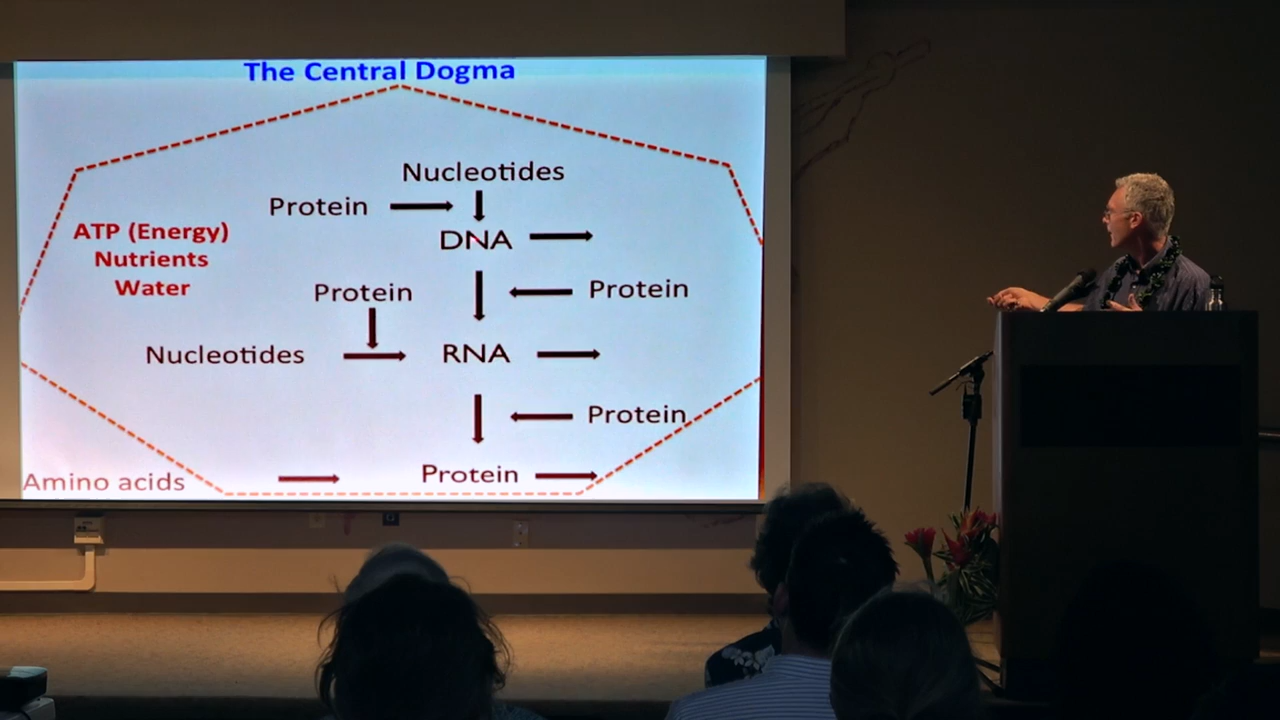 The Central Dogma
Nucleotides
Protein
ATP (Energy)
Nutrients
Water
DNA
Protein
Protein
Nucleotides
RNA
Protein
Protein
Amino acids